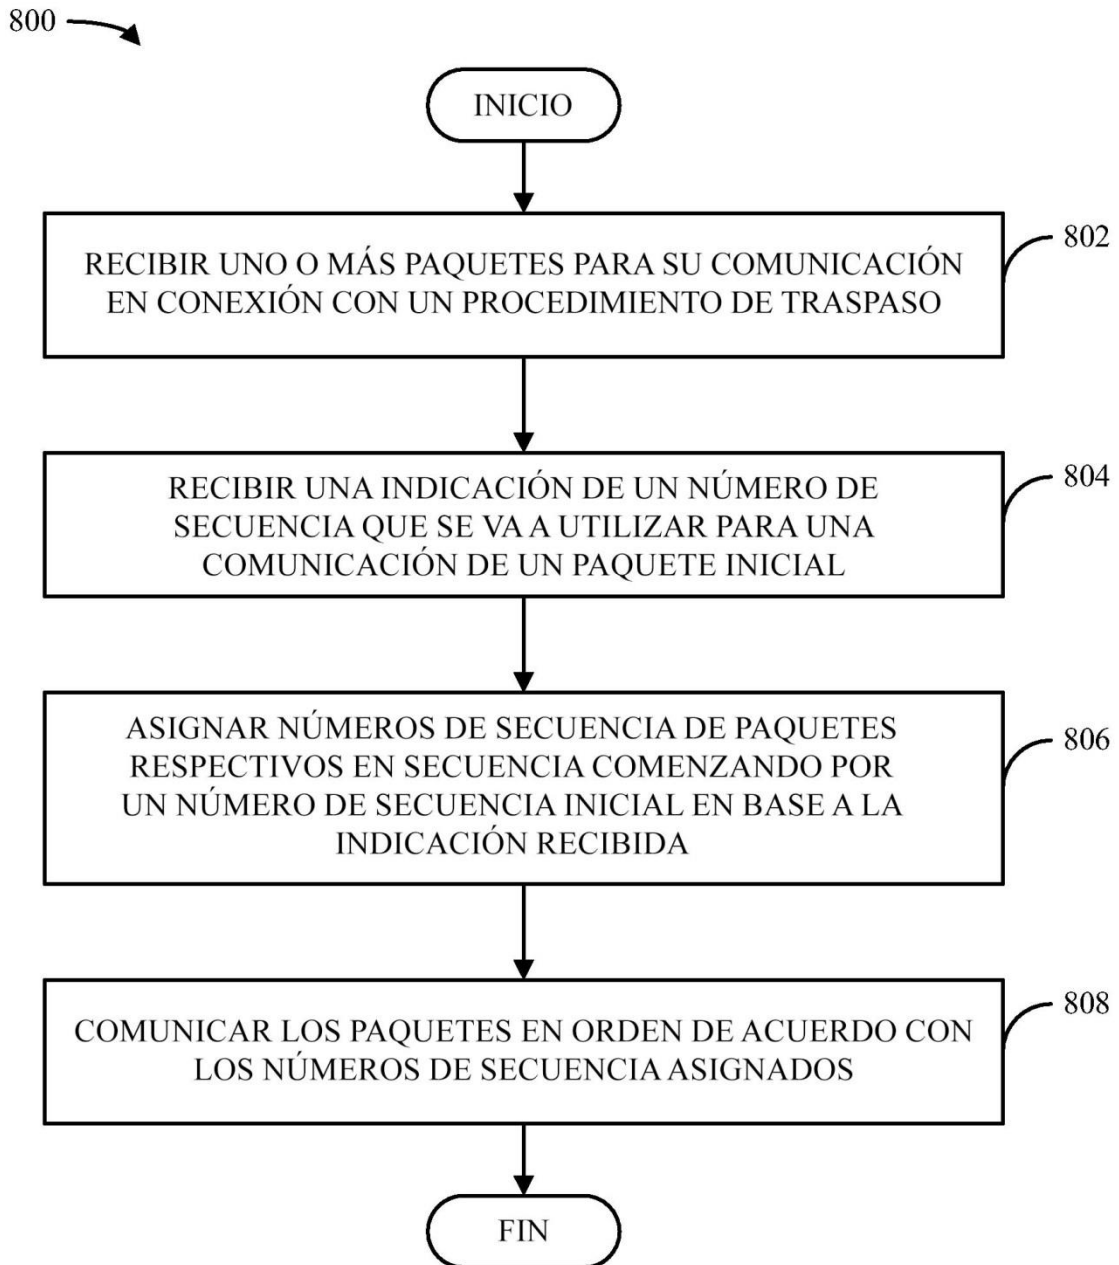 800
INICIO
RECIBIR UNO O MÁS PAQUETES PARA SU COMUNICACIÓN
EN CONEXIÓN CON UN PROCEDIMIENTO DE TRASPASO
802
RECIBIR UNA INDICACIÓN DE UN NÚMERO DE
SECUENCIA QUE SE VA A UTILIZAR PARA UNA
COMUNICACIÓN DE UN PAQUETE INICIAL
804
ASIGNAR NÚMEROS DE SECUENCIA DE PAQUETES
RESPECTIVOS EN SECUENCIA COMENZANDO POR
UN NÚMERO DE SECUENCIA INICIAL EN BASE A LA
INDICACIÓN RECIBIDA
806
COMUNICAR LOS PAQUETES EN ORDEN DE ACUERDO CON
LOS NÚMEROS DE SECUENCIA ASIGNADOS
808
FIN